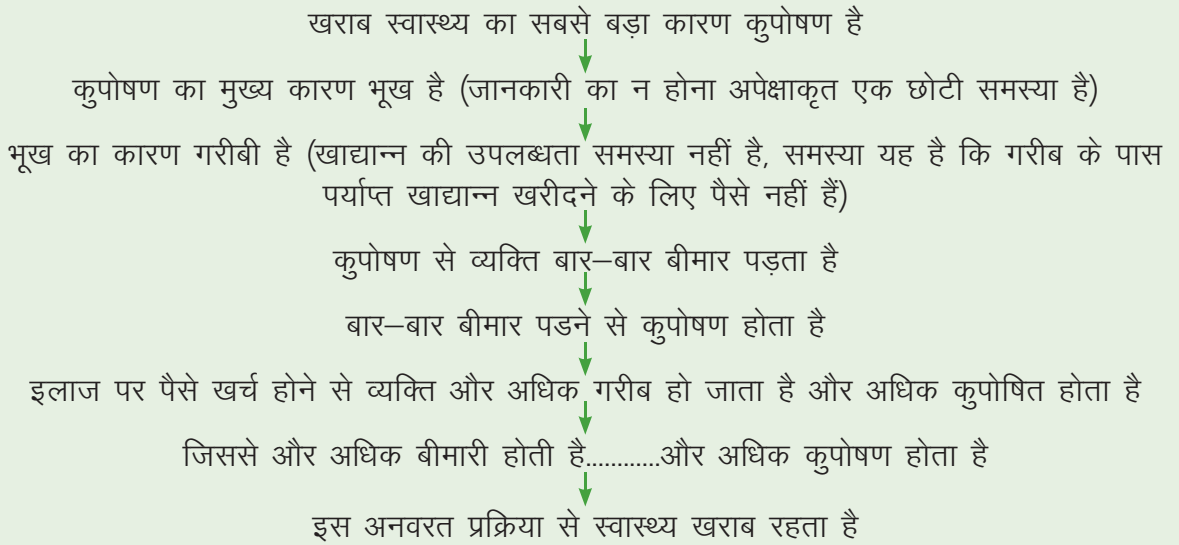 खराब स्वास्थ्य का सबसे बड़ा कारण कुपोषण है
कुपोषण का मुख्य कारण भूख है (जानकारी का न होना अपेक्षाकृत एक छोटी समस्या है)
भूख का कारण गरीबी है (खाद्यान्न की उपलब्धता समस्या नहीं है, समस्या यह है कि गरीब के पास
पर्याप्त खाद्यान्न खरीदने के लिए पैसे नहीं हैं)
कुपोषण से व्यक्ति बार–बार बीमार पड़ता है
बार–बार बीमार पडने से कुपोषण होता है
इलाज पर पैसे खर्च होने से व्यक्ति और अधिक गरीब हो जाता है और अधिक कुपोषित होता है
जिससे और अधिक बीमारी होती है............और अधिक कुपोषण होता है
इस अनवरत प्रक्रिया से स्वास्थ्य खराब रहता है